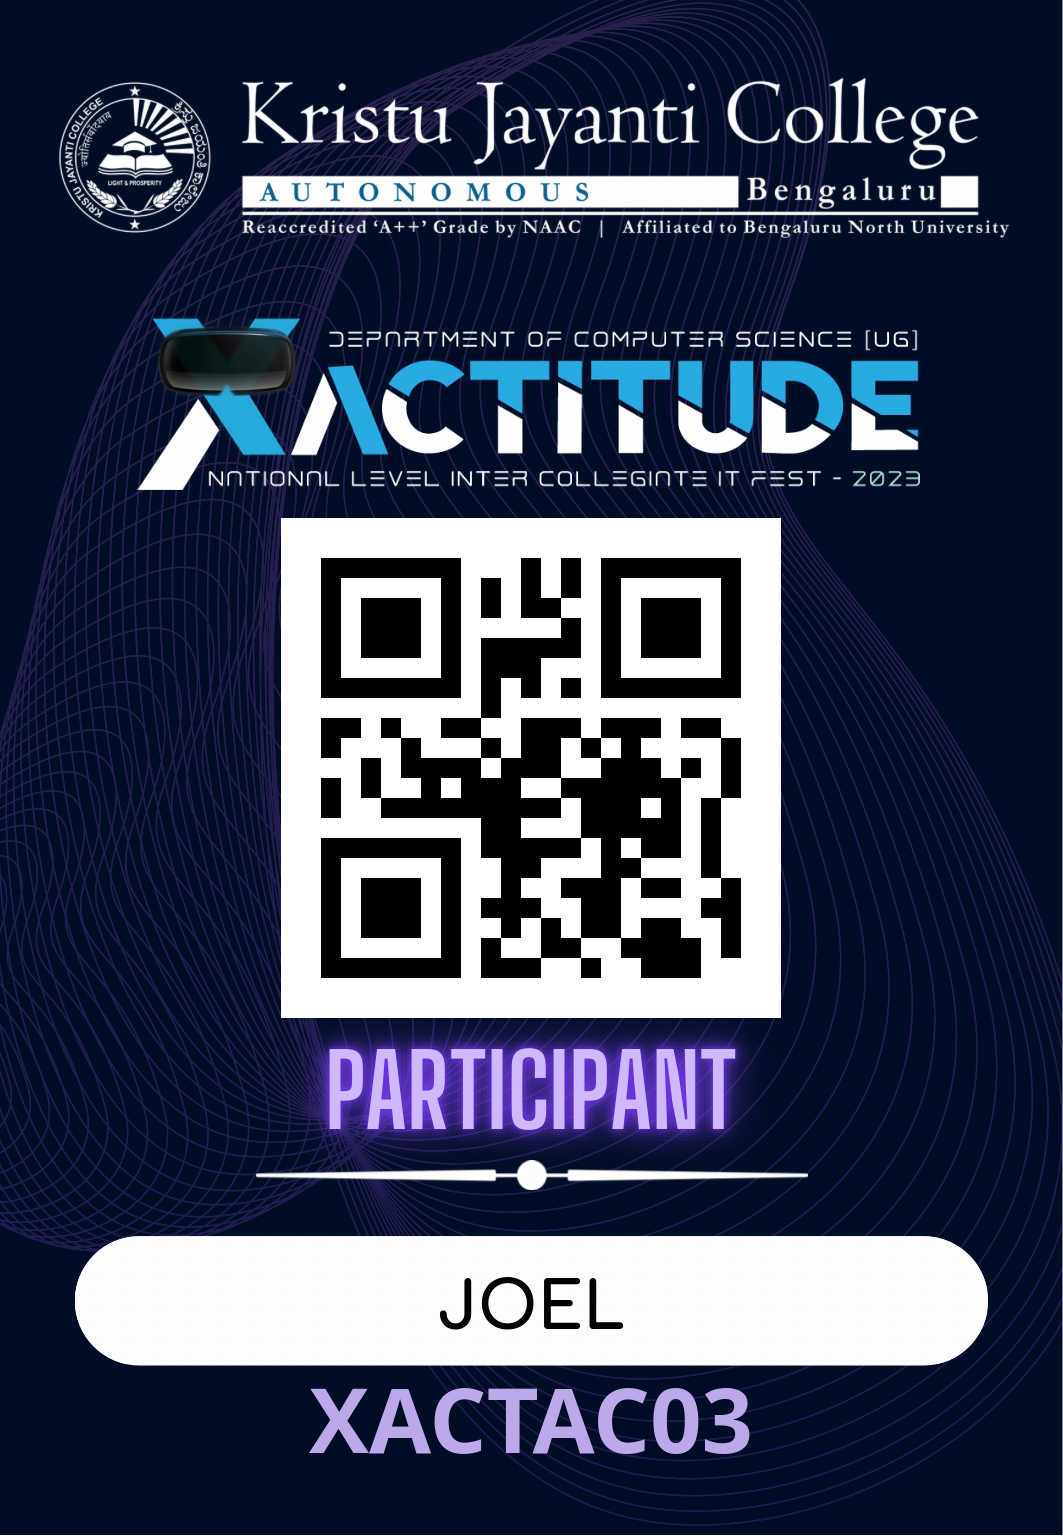 Kristu Jayanti College
AUTONOMOUS Bengaluru
Reaccredited ‘A++’ Grade by NAAC | Affiliated to Bengaluru North University
KRISTU JAYANTI COLLEGE
LIGHT & PROSPERITY
DEPARTMENT OF COMPUTER SCIENCE [UG]
XACTITUDE
NATIONAL LEVEL INTER COLLEGIATE IT FEST - 2023
PARTICIPANT
JOEL
XACTAC03